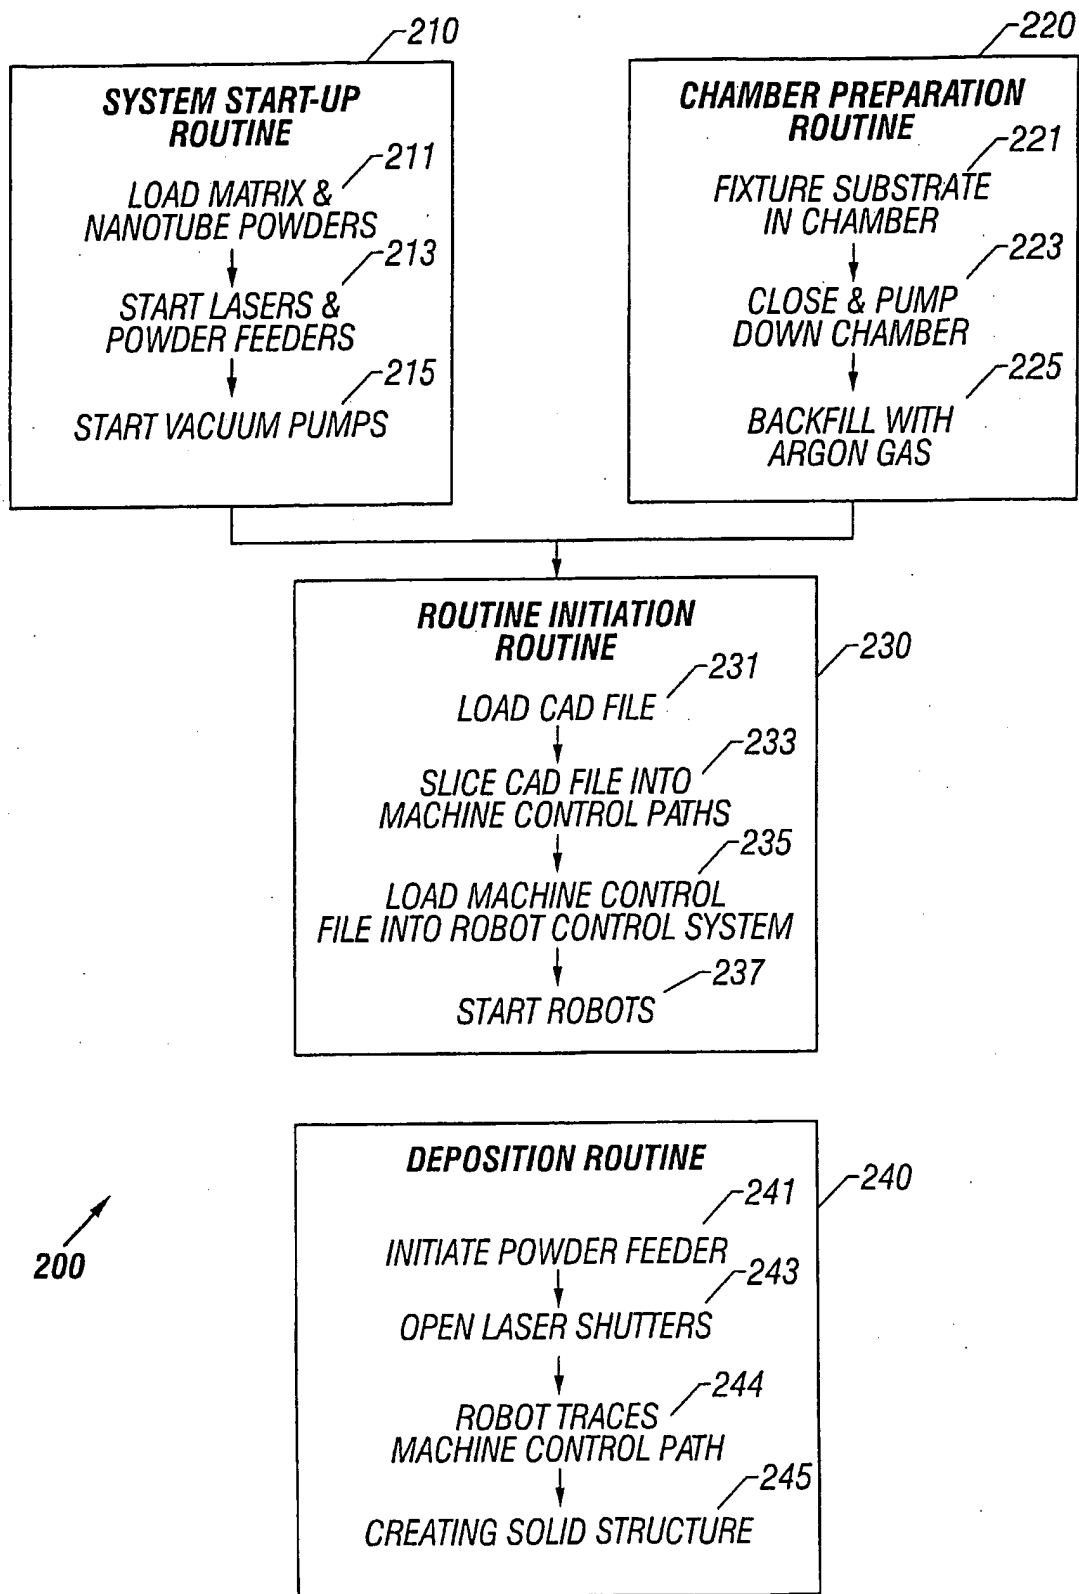 210
SYSTEM START-UP
ROUTINE
211
LOAD MATRIX &
NANOTUBE POWDERS
213
START LASERS &
POWDER FEEDERS
215
START VACUUM PUMPS
220
CHAMBER PREPARATION
ROUTINE
221
FIXTURE SUBSTRATE
IN CHAMBER
223
CLOSE & PUMP
DOWN CHAMBER
225
BACKFILL WITH
ARGON GAS
ROUTINE INITIATION
ROUTINE
230
231
LOAD CAD FILE
233
SLICE CAD FILE INTO
MACHINE CONTROL PATHS
235
LOAD MACHINE CONTROL
FILE INTO ROBOT CONTROL SYSTEM
237
START ROBOTS
DEPOSITION ROUTINE
240
241
INITIATE POWDER FEEDER
243
OPEN LASER SHUTTERS
244
ROBOT TRACES
MACHINE CONTROL PATH
245
CREATING SOLID STRUCTURE
200